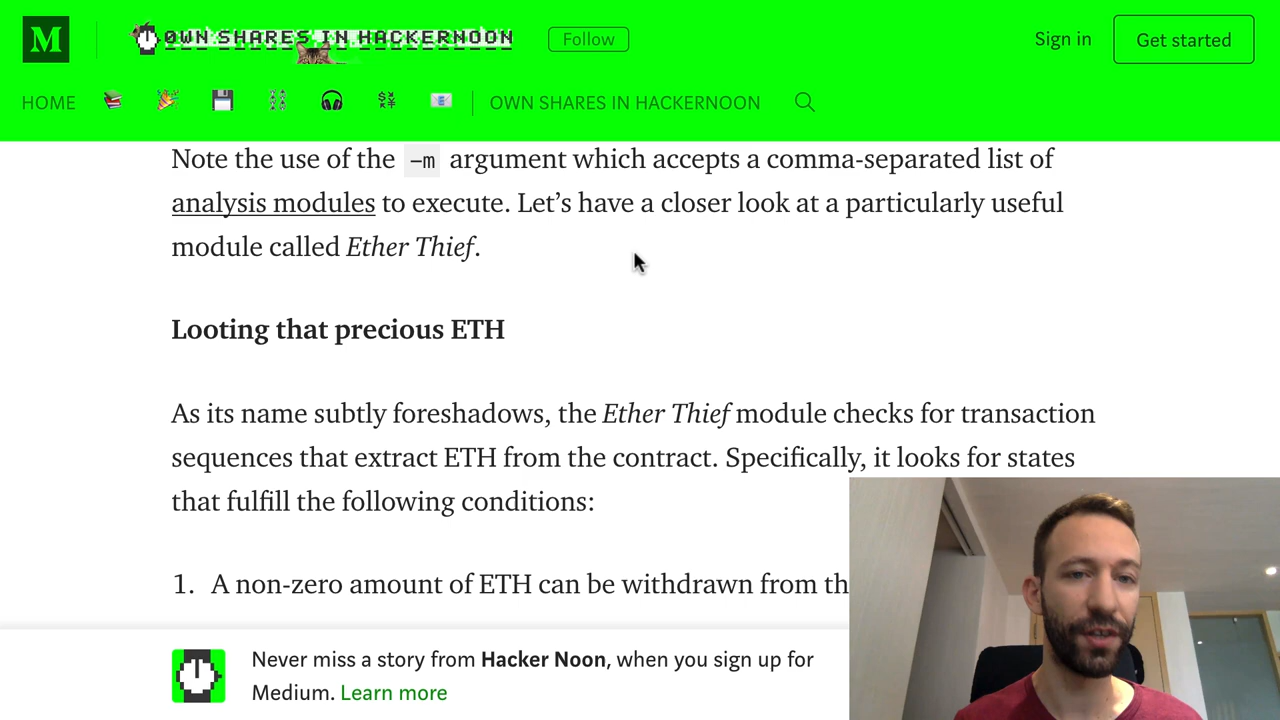 M
OWN SHARES IN HACKERNOON
Follow
Sign in
Get started
HOME
OWN SHARES IN HACKERNOON
Note the use of the -m argument which accepts a comma-separated list of
analysis modules to execute. Let’s have a closer look at a particularly useful
module called Ether Thief.
Looting that precious ETH
As its name subtly foreshadows, the Ether Thief module checks for transaction
sequences that extract ETH from the contract. Specifically, it looks for states
that fulfill the following conditions:
1. A non-zero amount of ETH can be withdrawn from th
Never miss a story from Hacker Noon, when you sign up for
Medium. Learn more